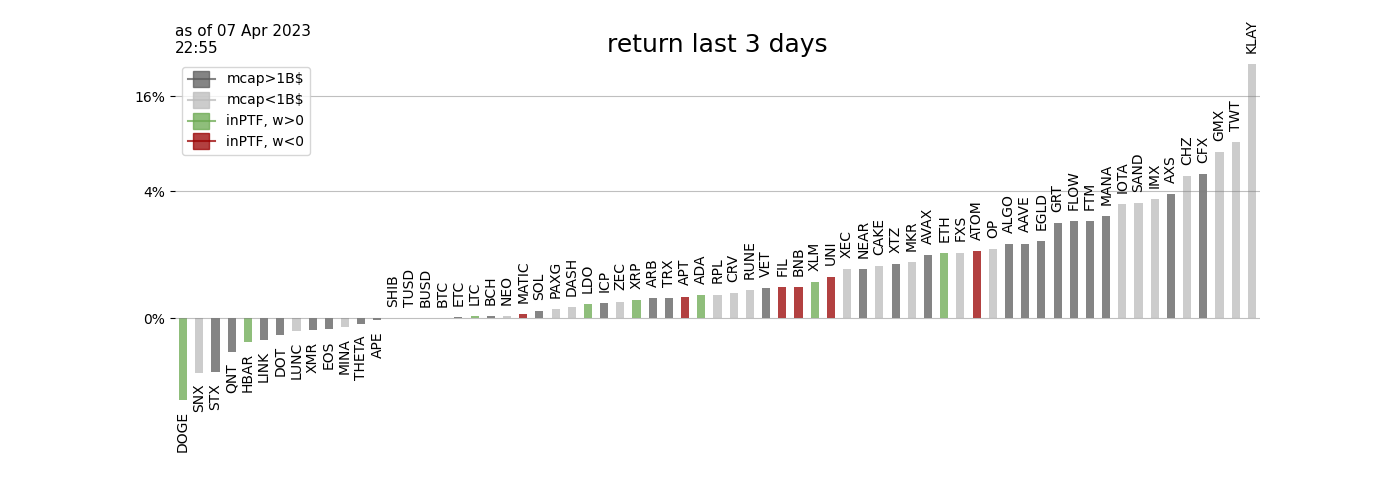 as of 07 Apr 2023
22:55
return last 3 days
mcap>1B$
mcap<1B$
inPTF, w>0
inPTF, w<0
16%
4%
0%
DOGE
SNX
STX
QNT
HBAR
LINK
DOT
LUNC
XMR
EOS
MINA
THETA
APE
SHIB
TUSD
BUSD
BTC
ETC
LTC
BCH
NEO
MATIC
SOL
PAXG
DASH
LDO
ICP
ZEC
XRP
ARB
TRX
APT
ADA
RPL
CRV
RUNE
VET
FIL
BNB
XLM
UNI
XEC
NEAR
CAKE
XTZ
MKR
AVAX
ETH
FXS
ATOM
OP
ALGO
AAVE
EGLD
GRT
FLOW
FTM
MANA
IOTA
SAND
IMX
AXS
CHZ
CFX
GMX
TWT
KLAY